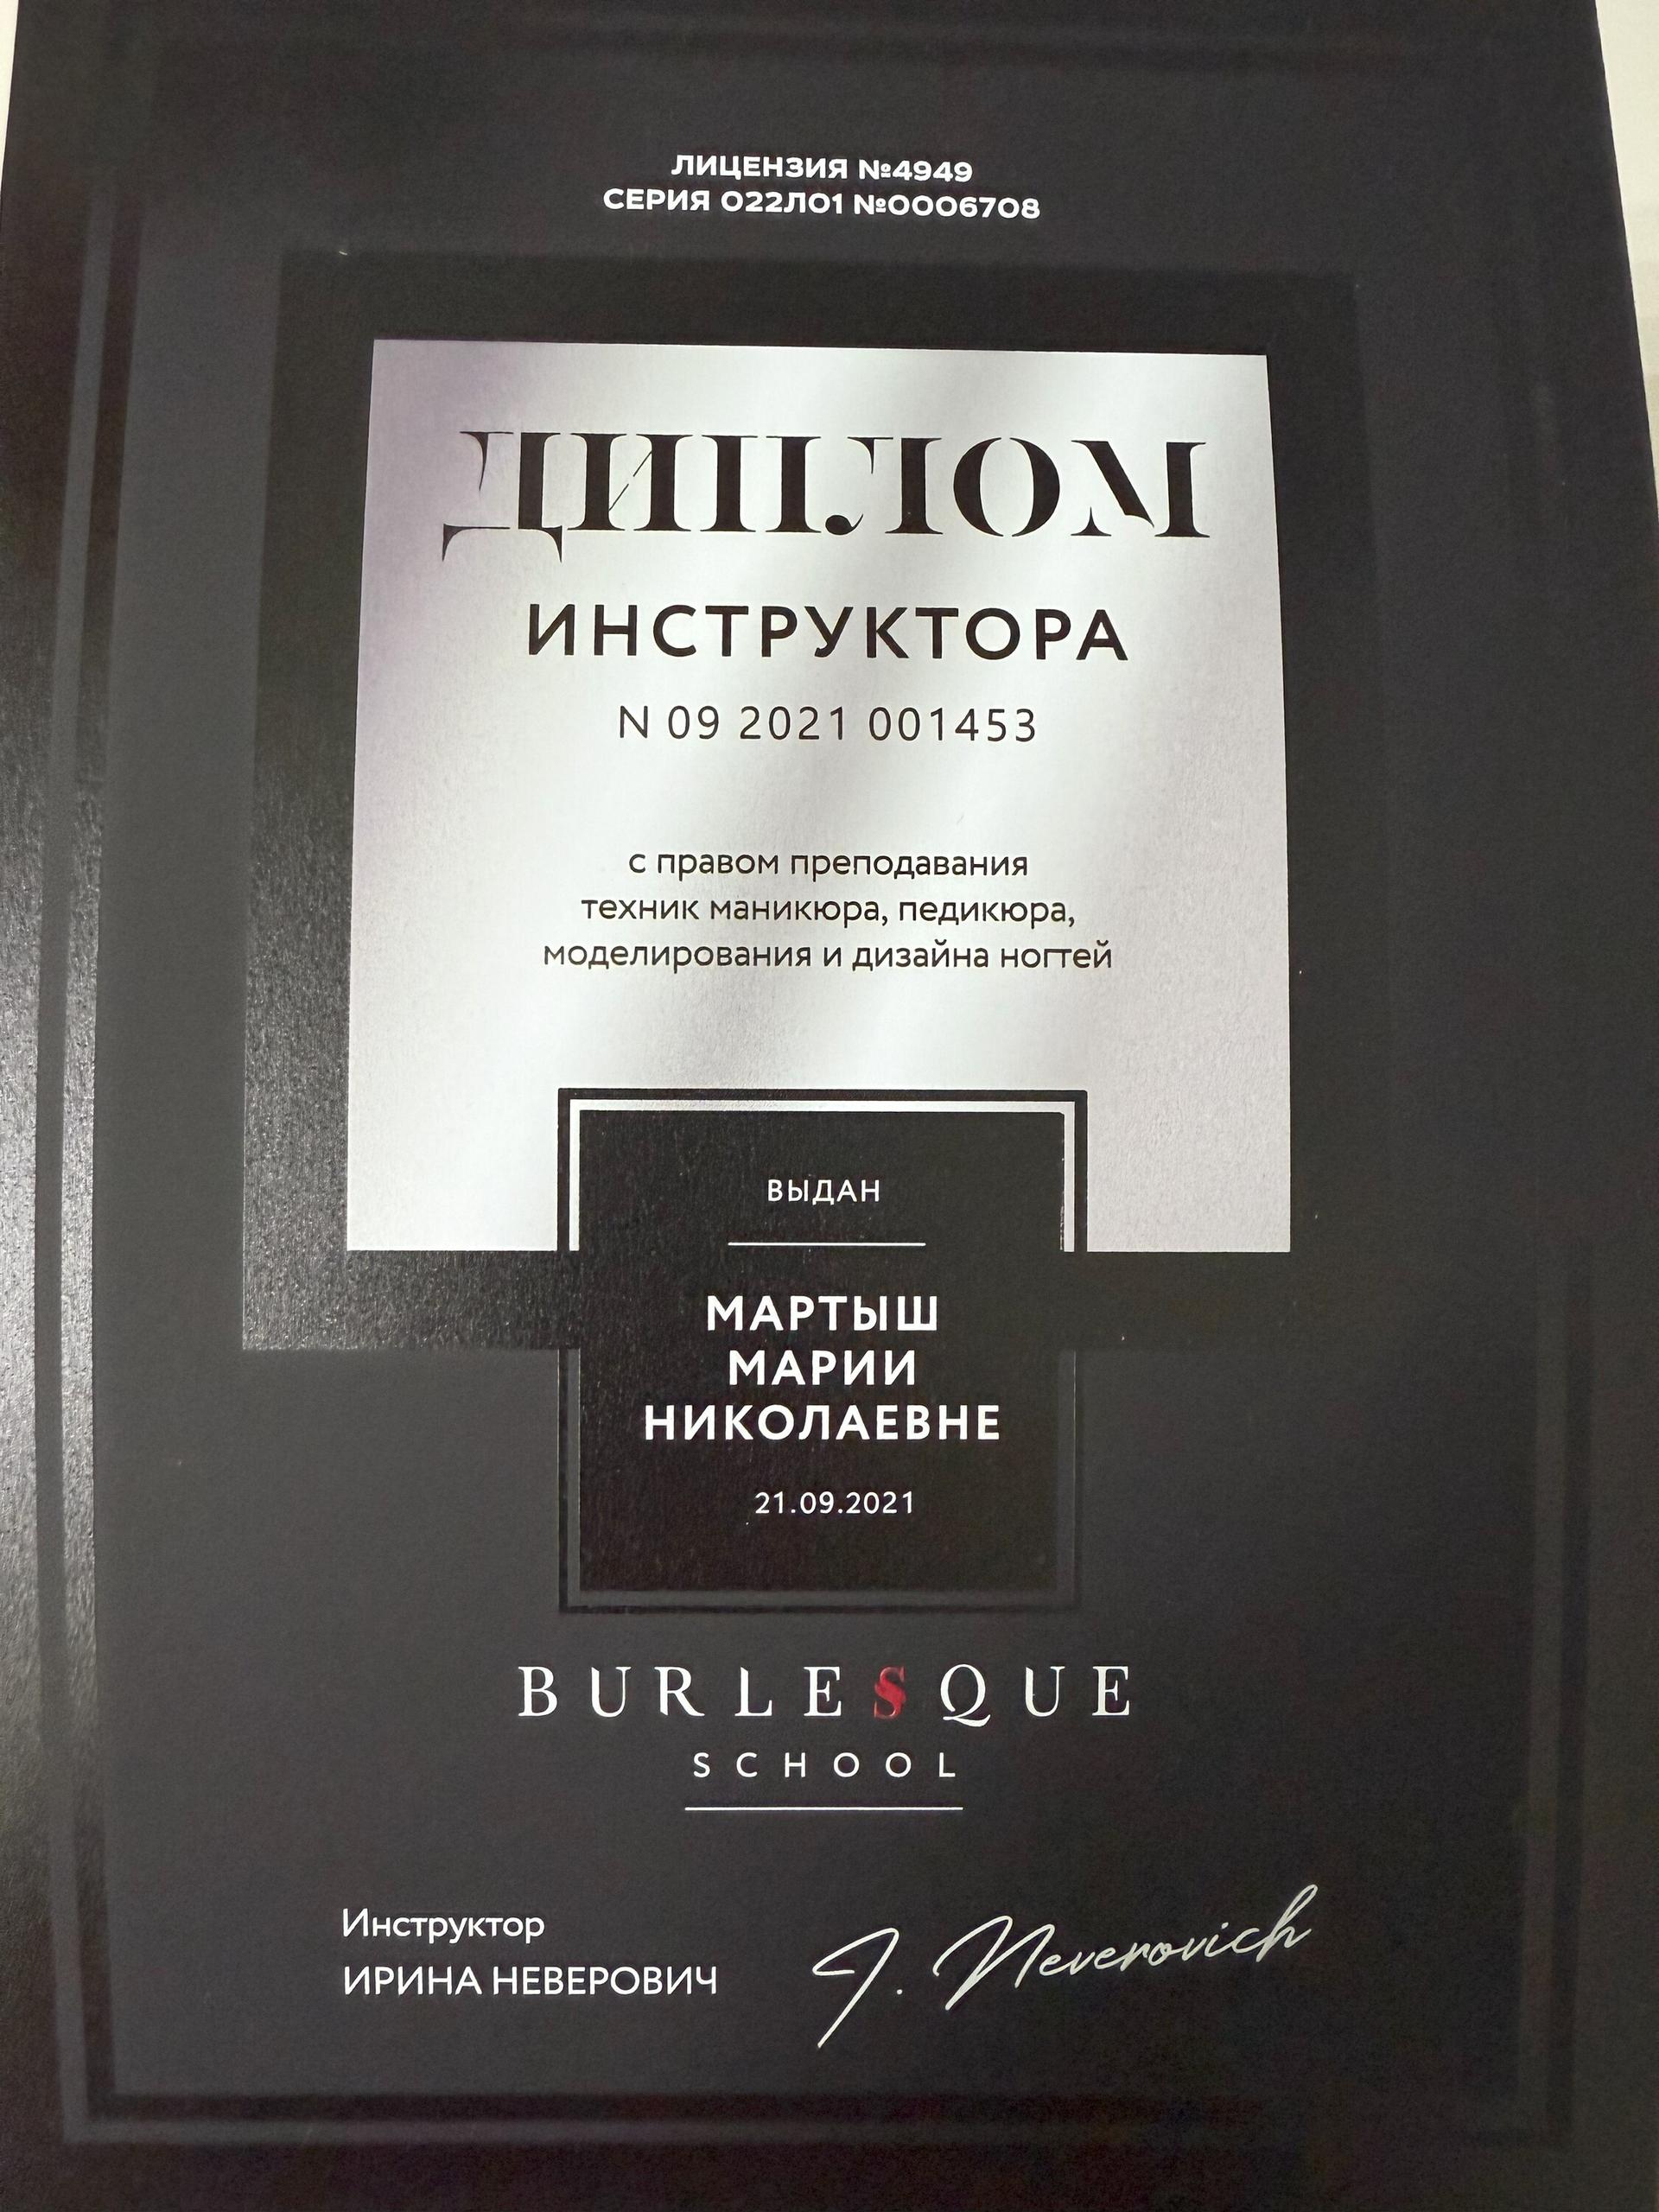 ЛИЦЕНЗИЯ №4949
СЕРИЯ 022Л01 №0006708
ДИПЛОМ
ИНСТРУКТОРА
N 09 2021 001453
с правом преподавания
техник маникюра, педикюра,
моделирования и дизайна ногтей
ВЫДАН
МАРТЫШ
МАРИИ
НИКОЛАЕВНЕ
21.09.2021
BURLESQUE
SCHOOL
Инструктор
ИРИНА НЕВЕРОВИЧ
J. Neverovich